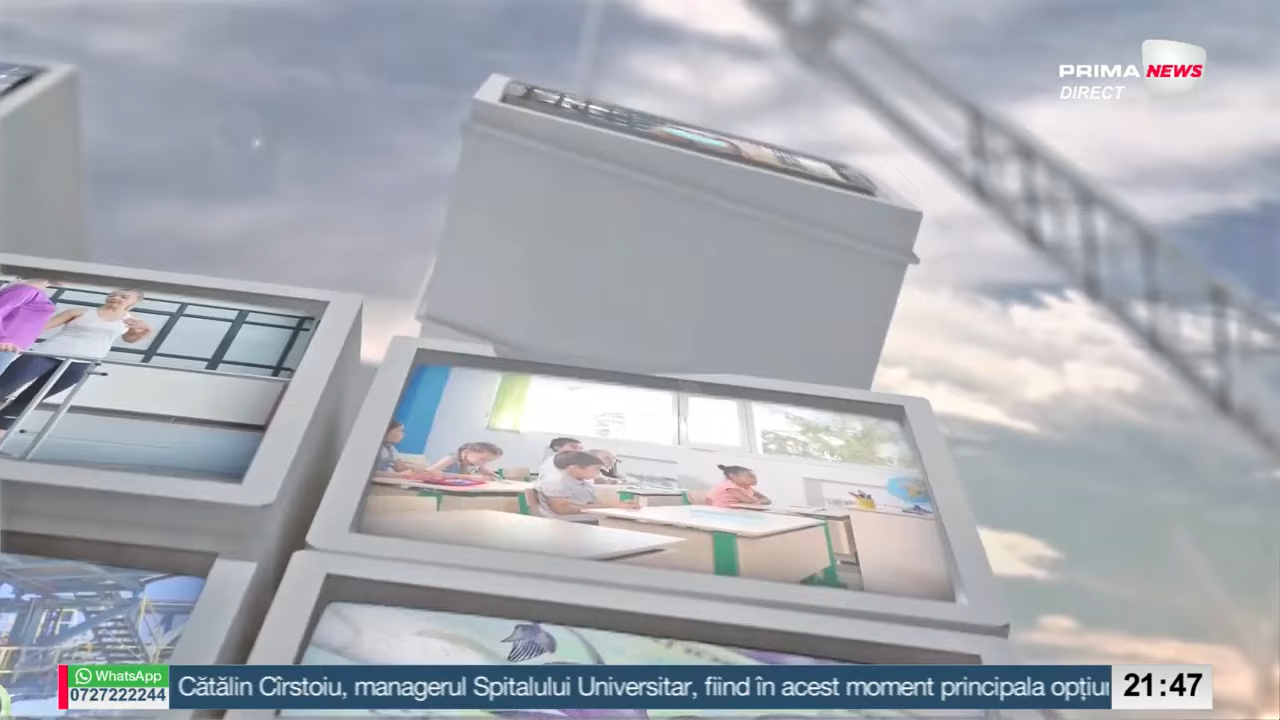 PRIMA NEWS
DIRECT
WhatsApp
0727222244
Cătălin Cîrstoiu, managerul Spitalului Universitar, fiind în acest moment principala opțiu
21:47